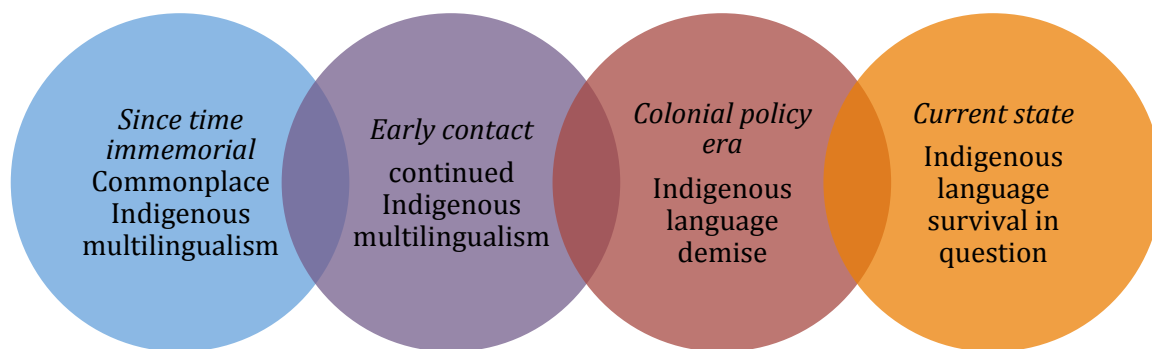 Since time
immemorial
Commonplace
Indigenous
multilingualism
Early contact
continued
Indigenous
multilingualism
Colonial policy
era
Indigenous
language
demise
Current state
Indigenous
language
survival in
question